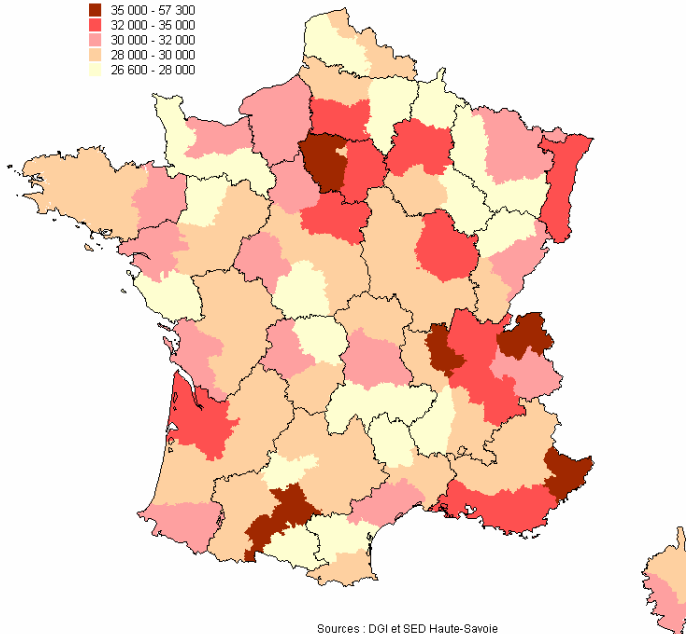 35 000 - 57 300
32 000 - 35 000
30 000 - 32 000
28 000 - 30 000
26 600 - 28 000
Sources : DGI et SED Haute-Savoie